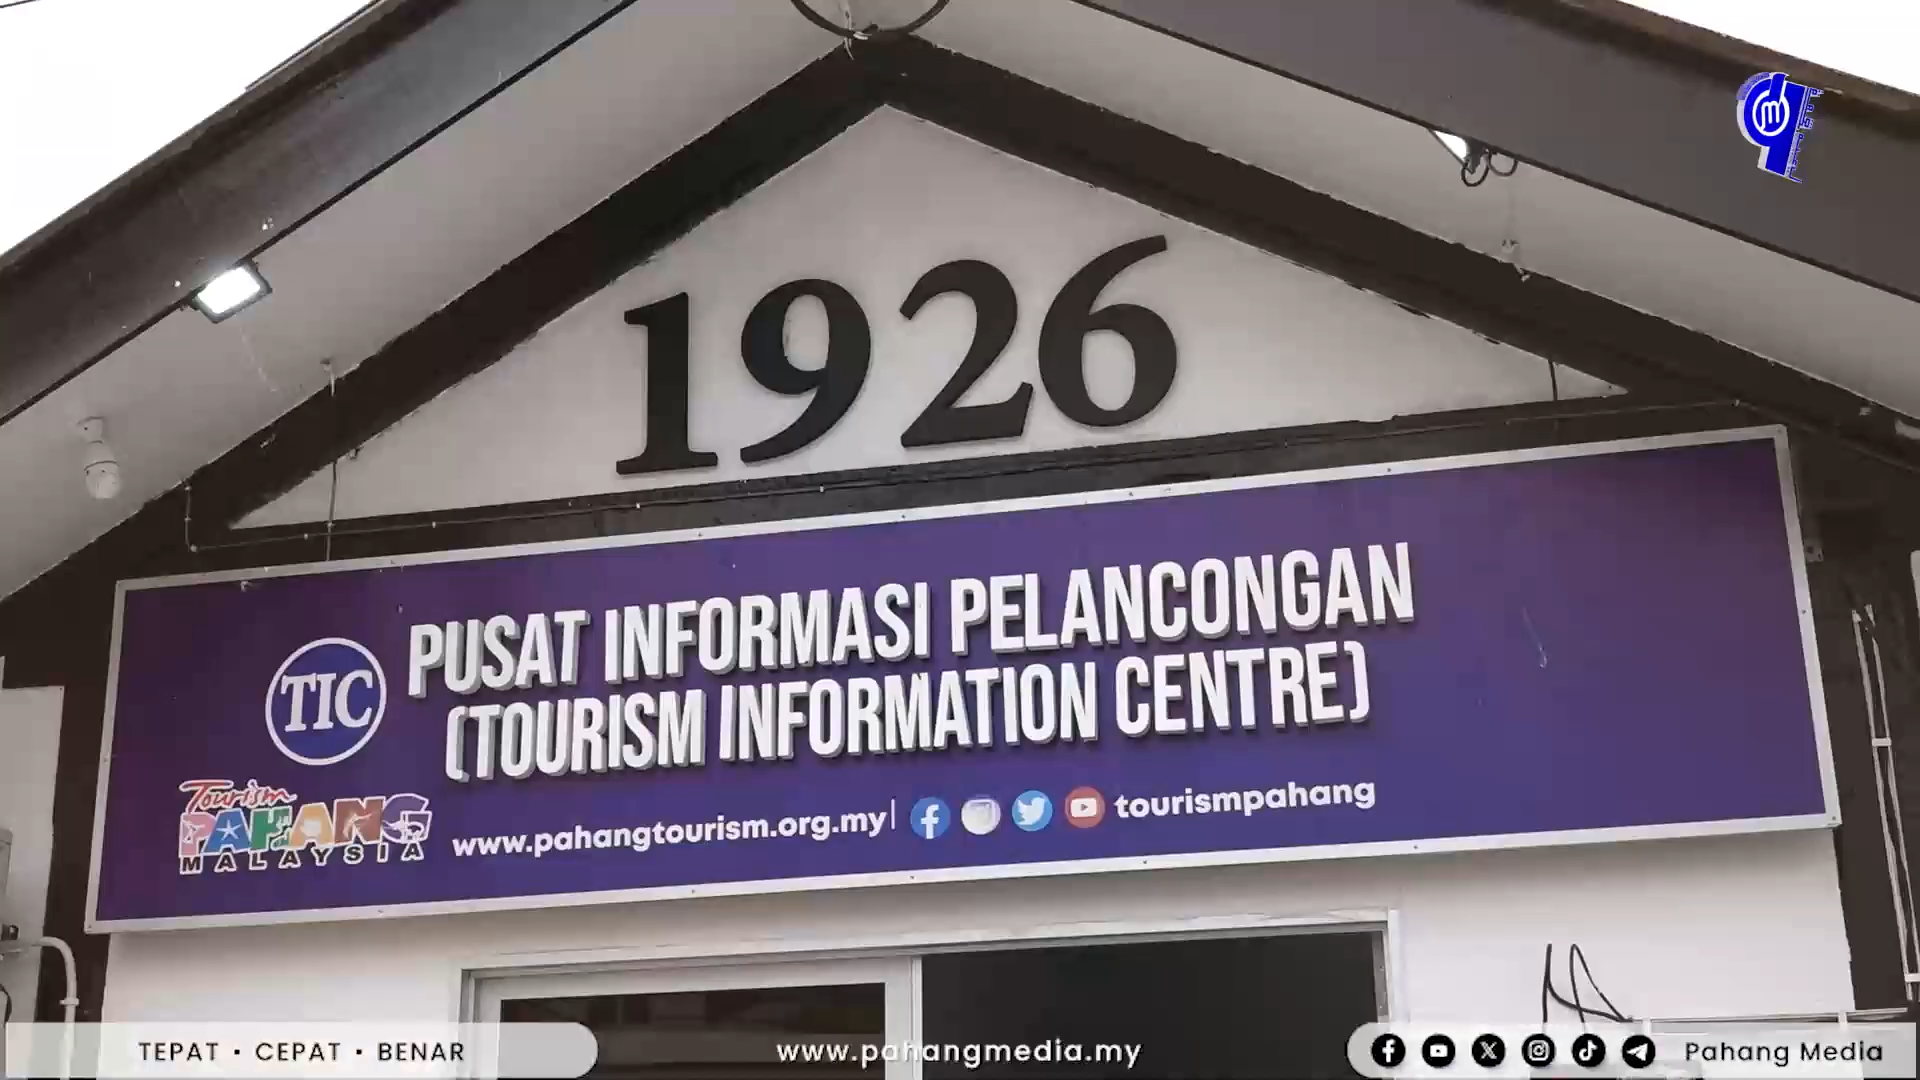 1926
PUSAT INFORMASI PELANCONGAN
(TOURISM INFORMATION CENTRE)
TIC
Tourism
PAHANG
MALAYSIA
www.pahangtourism.org.my| tourismpahang
TEPAT • CEPAT • BENAR
www.pahangmedia.my
Pahang Media